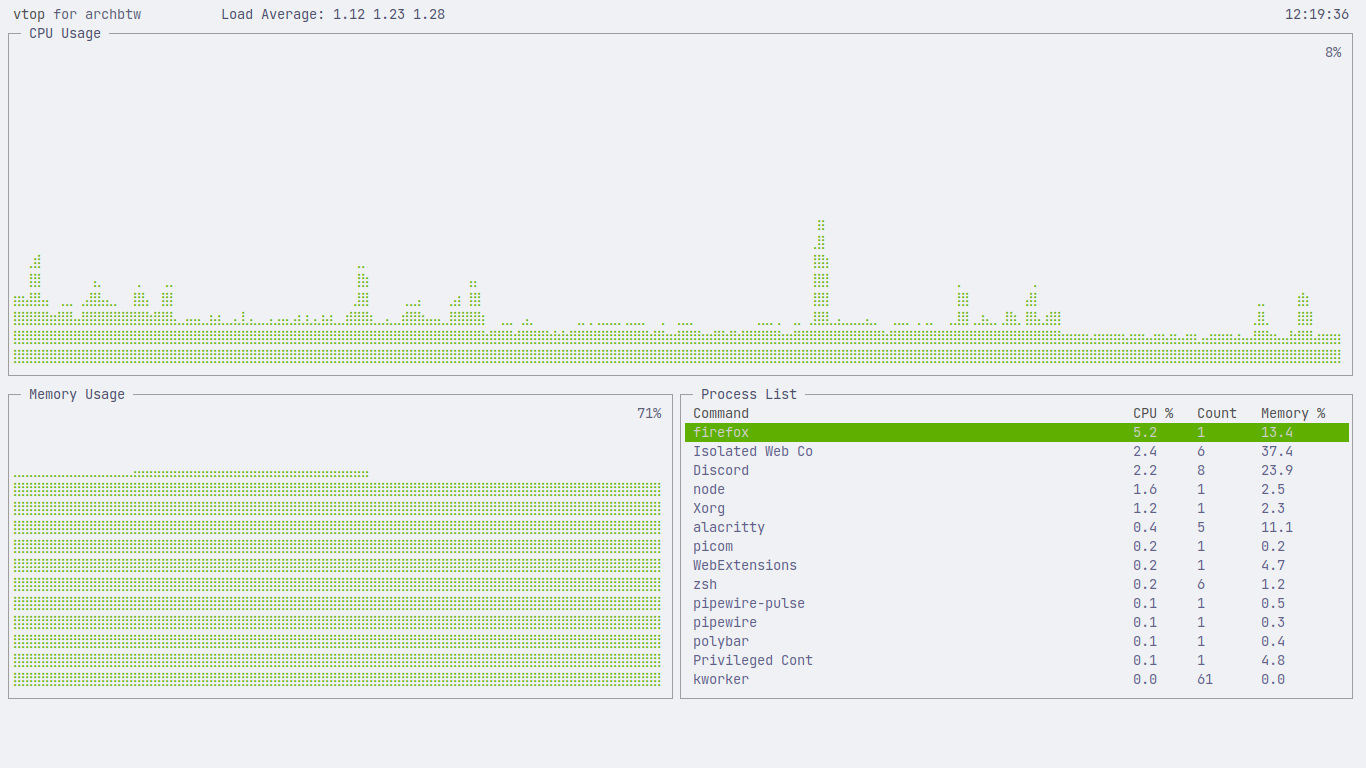 vtop for archbtw Load Average: 1.12 1.23 1.28 12:19:36
CPU Usage
8%
Memory Usage
71%
Process List
Command CPU % Count Memory %
firefox 5.2 1 13.4
Isolated Web Co 2.4 6 37.4
Discord 2.2 8 23.9
node 1.6 1 2.5
Xorg 1.2 1 2.3
alacritty 0.4 5 11.1
picom 0.2 1 0.2
WebExtensions 0.2 1 4.7
zsh 0.2 6 1.2
pipewire-pulse 0.1 1 0.5
pipewire 0.1 1 0.3
polybar 0.1 1 0.4
Privileged Cont 0.1 1 4.8
kworker 0.0 61 0.0